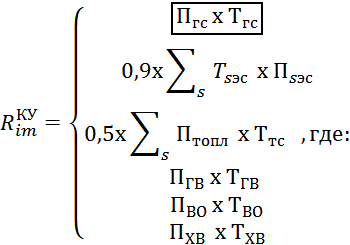 П_гс х Т_гс
0,9х∑_s T_sэс х П_sэс
R_im^КУ = { 0,5х∑_s П_топл х Т_тс , где:
П_ГВ х Т_ГВ
П_ВО х Т_ВО
П_ХВ х Т_ХВ